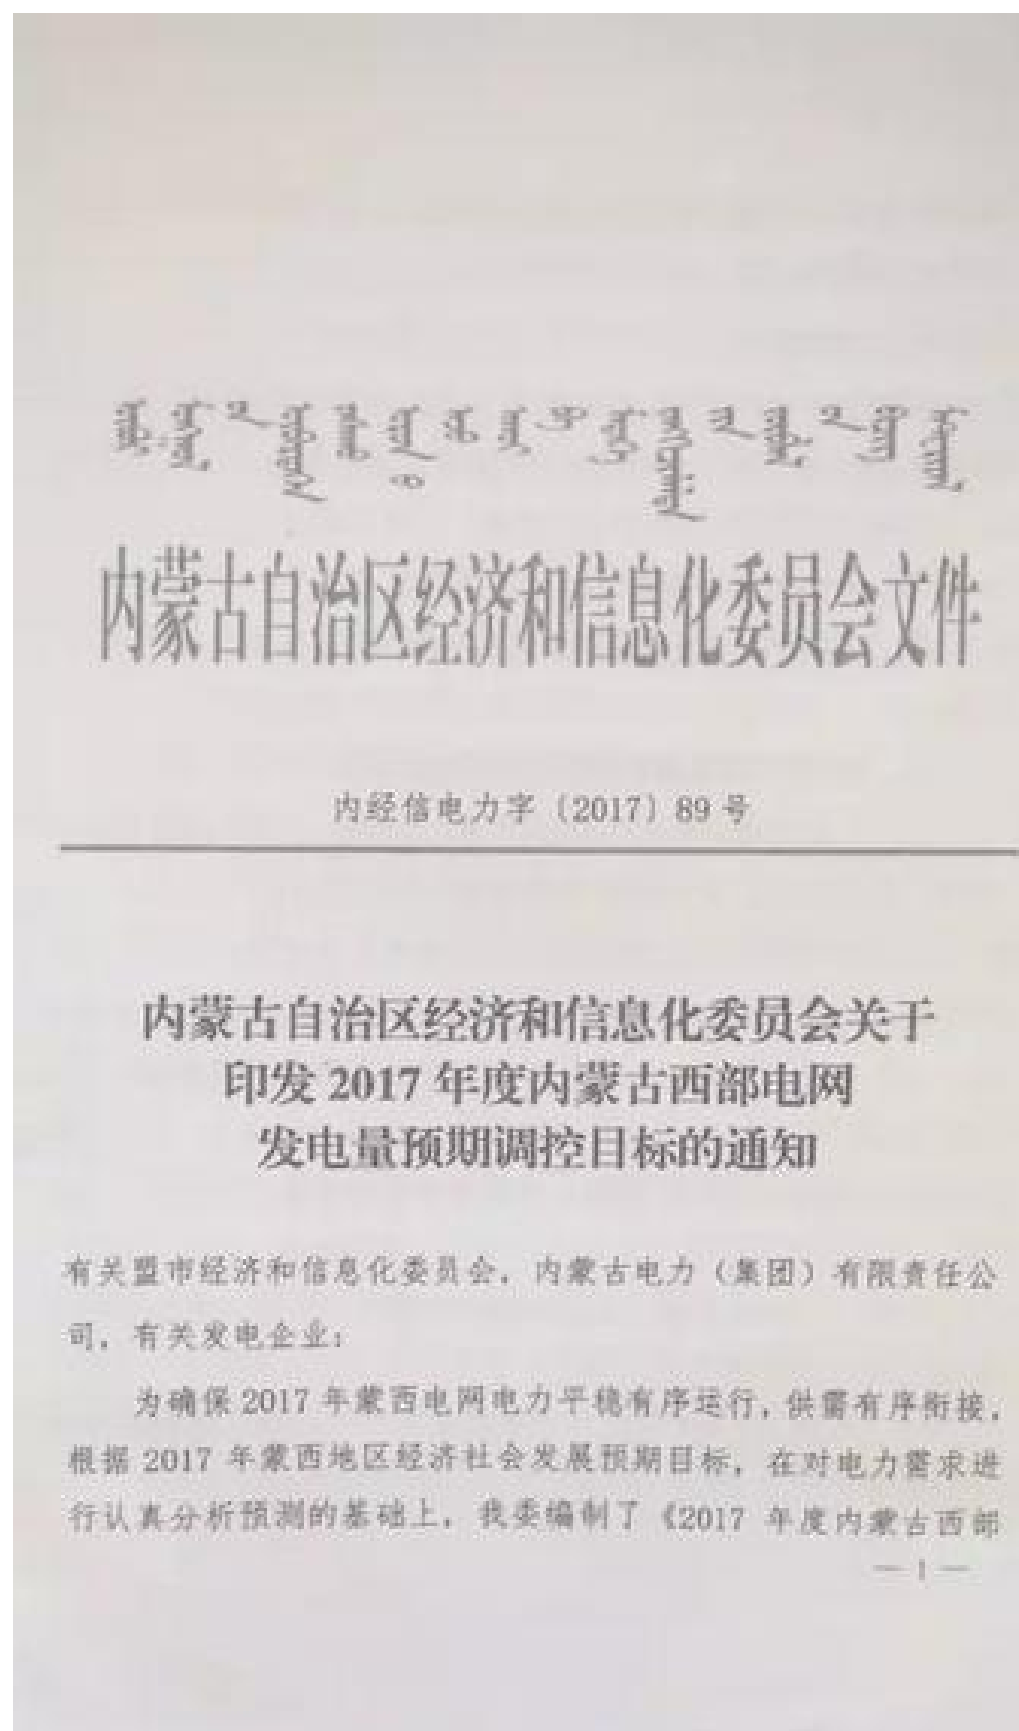 内蒙古自治区经济和信息化委员会文件
内经信电力字〔2017〕89号
内蒙古自治区经济和信息化委员会关于
印发2017年度内蒙古西部电网
发电量预期调控目标的通知
有关盟市经济和信息化委员会，内蒙古电力（集团）有限责任公
司，有关发电企业：
为确保2017年蒙西电网电力平稳有序运行，供需有序衔接，
根据2017年蒙西地区经济社会发展预期目标，在对电力需求进
行认真分析预测的基础上，我委编制了《2017年度内蒙古西部
— 1 —